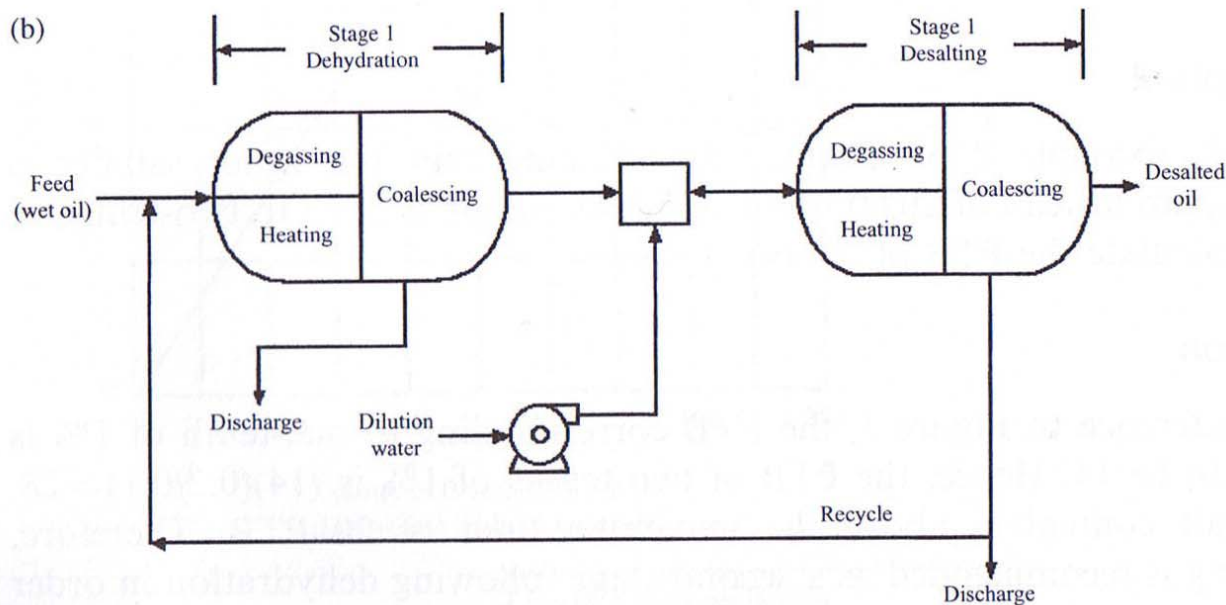 (b)
Stage 1
Dehydration
Stage 1
Desalting
Feed
(wet oil)
Degassing
Heating
Coalescing
Degassing
Heating
Coalescing
Desalted
oil
Discharge
Dilution
water
Recycle
Discharge